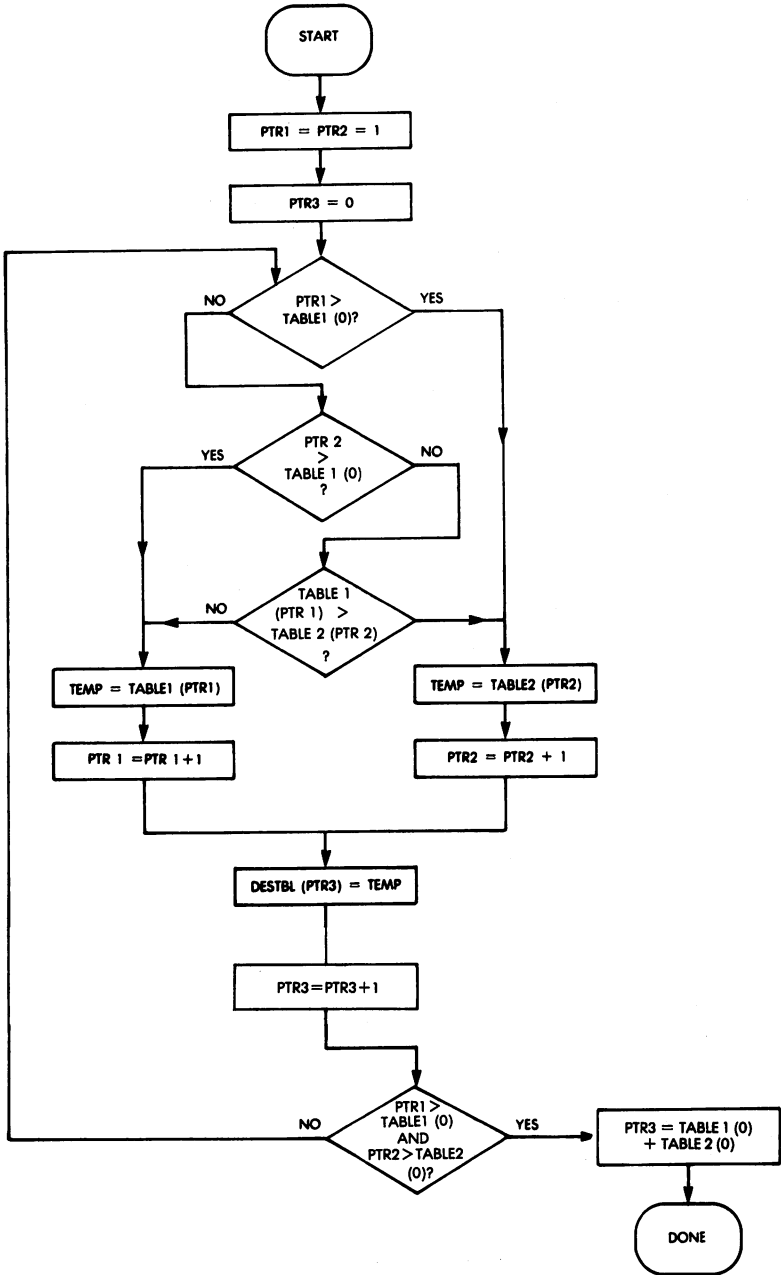 START
PTR1 = PTR2 = 1
PTR3 = 0
NO
PTR1 >
TABLE1 (0)?
YES
YES
PTR 2
>
TABLE 1 (0)
?
NO
NO
TABLE 1
(PTR 1) >
TABLE 2 (PTR 2)
?
TEMP = TABLE1 (PTR1)
TEMP = TABLE2 (PTR2)
PTR 1 =PTR 1+1
PTR2 = PTR2 + 1
DESTBL (PTR3) = TEMP
PTR3=PTR3+1
NO
PTR1 >
TABLE1 (0)
AND
PTR2 > TABLE2
(0)?
YES
PTR3 = TABLE 1 (0)
+ TABLE 2 (0)
DONE